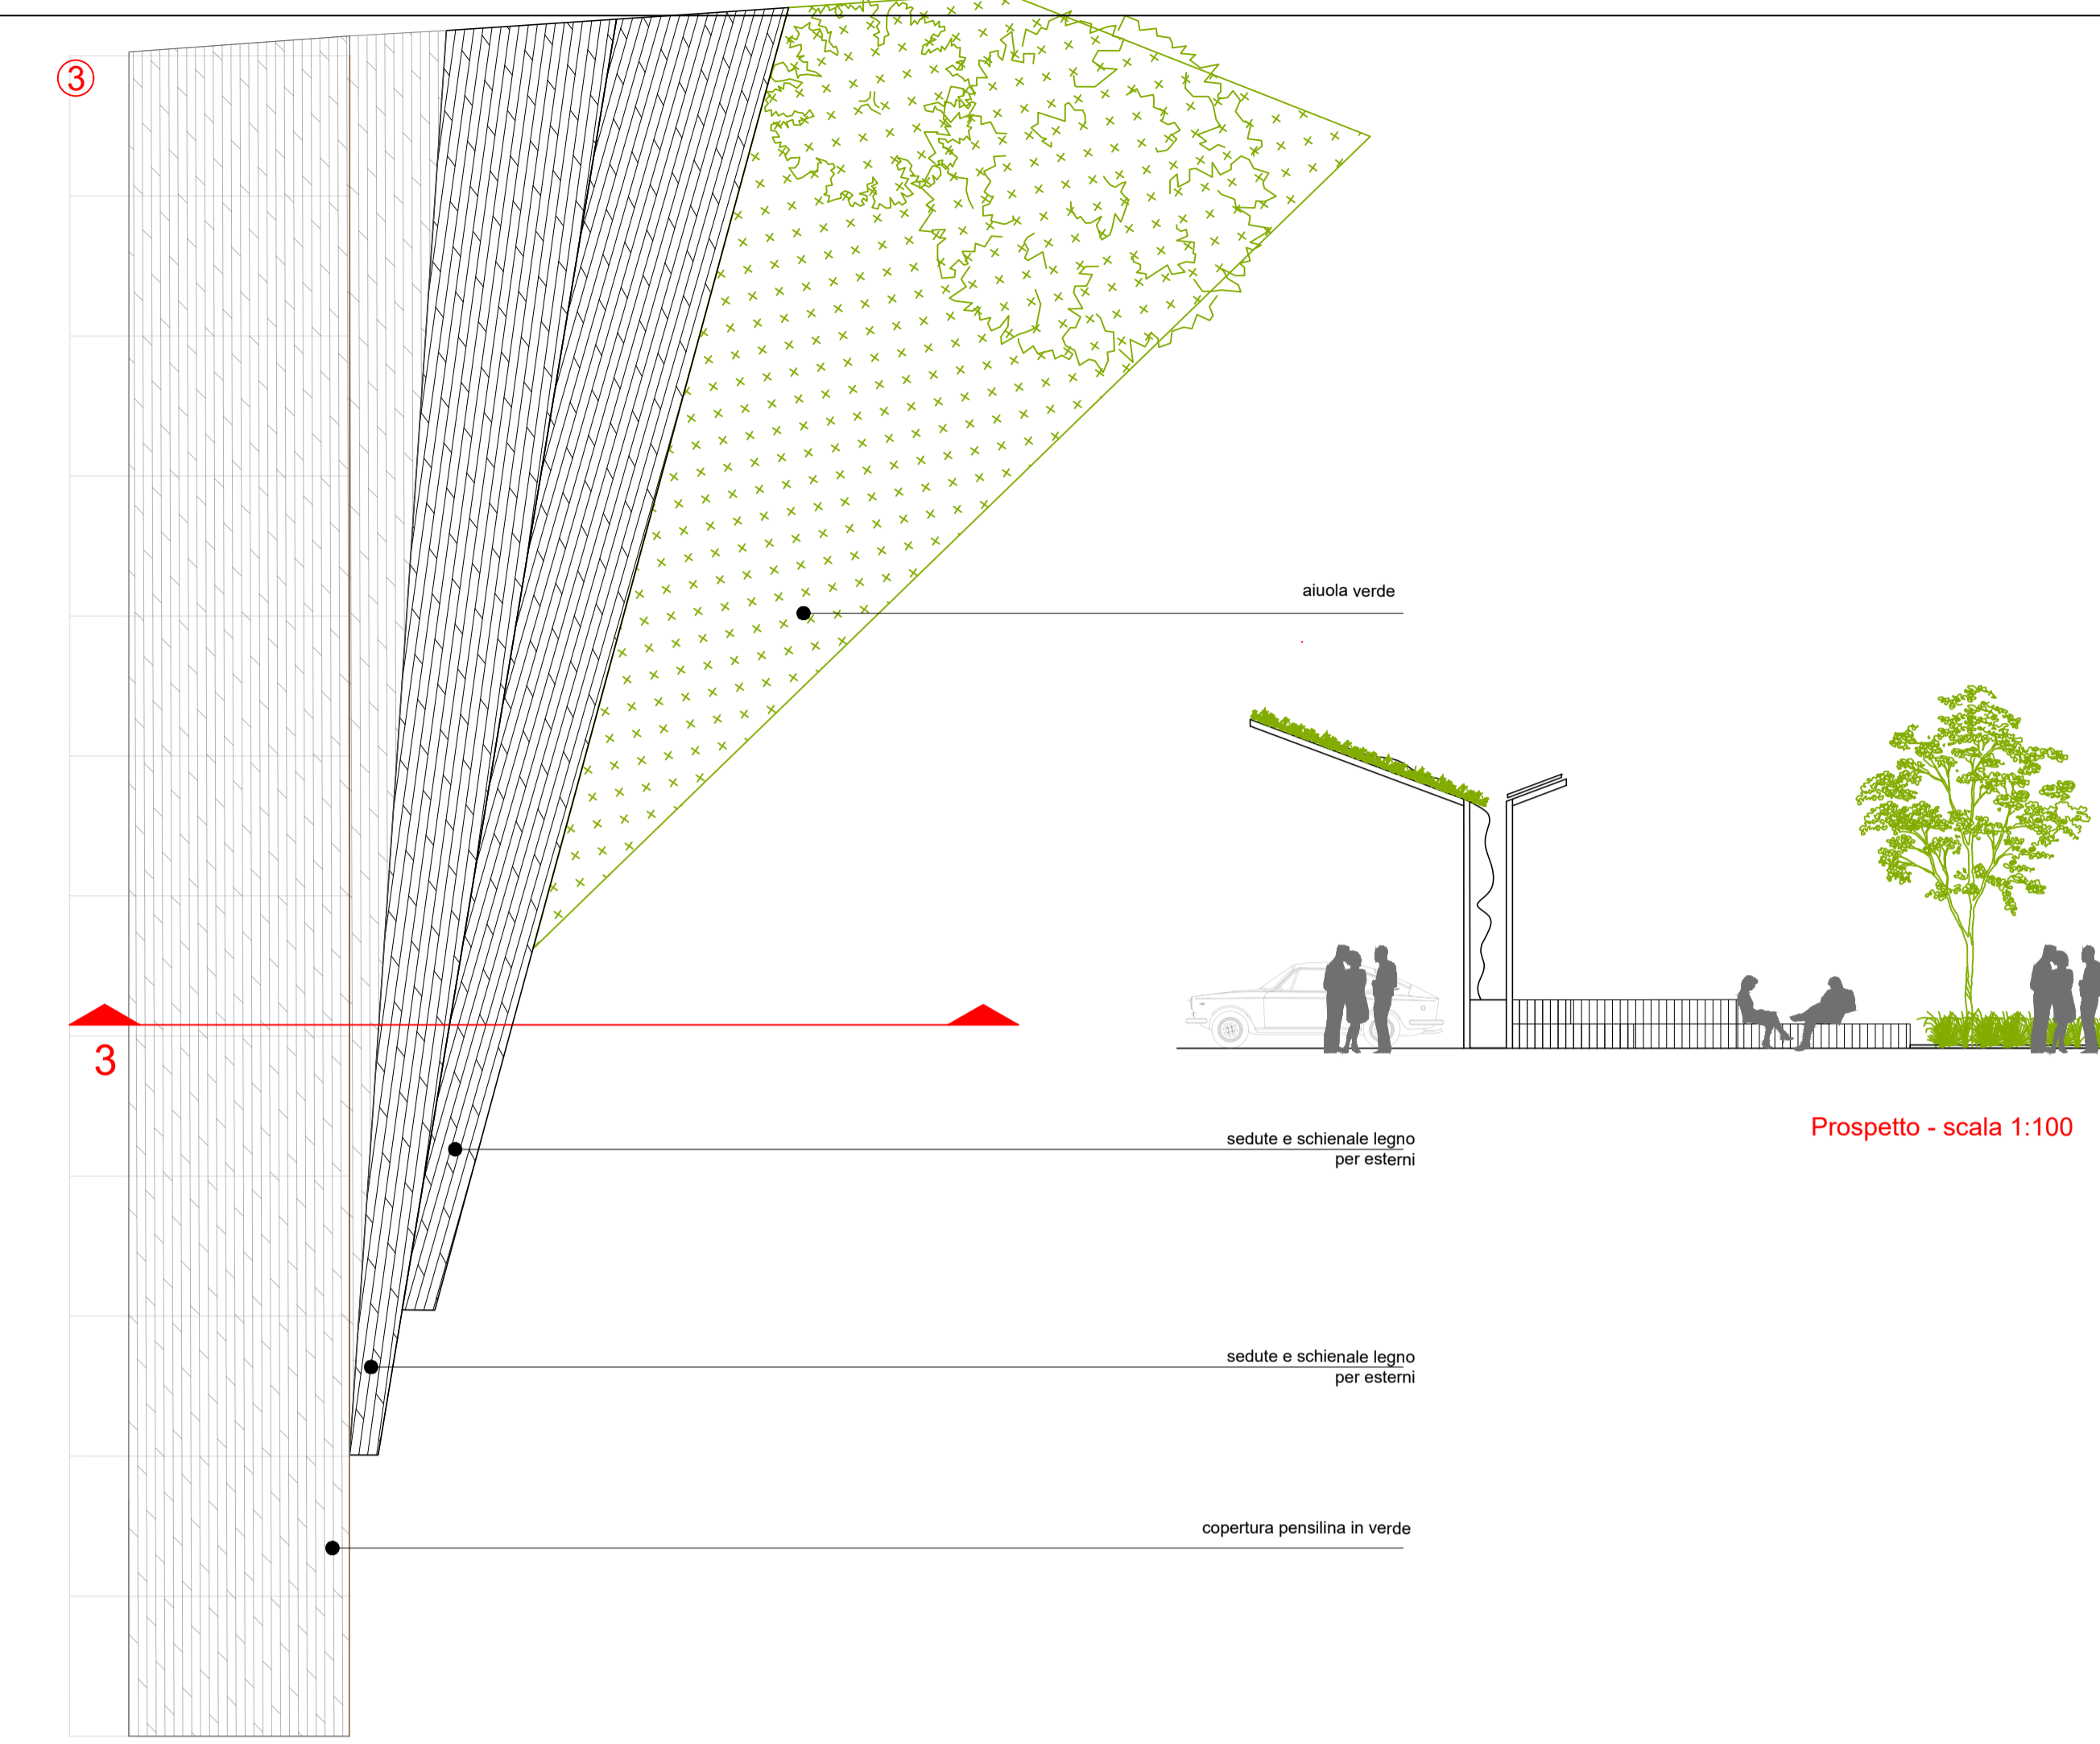 3
aiuola verde
3
sedute e schienale legno
per esterni
Prospetto - scala 1:100
sedute e schienale legno
per esterni
copertura pensilina in verde